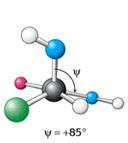 ψ
ψ = +85°